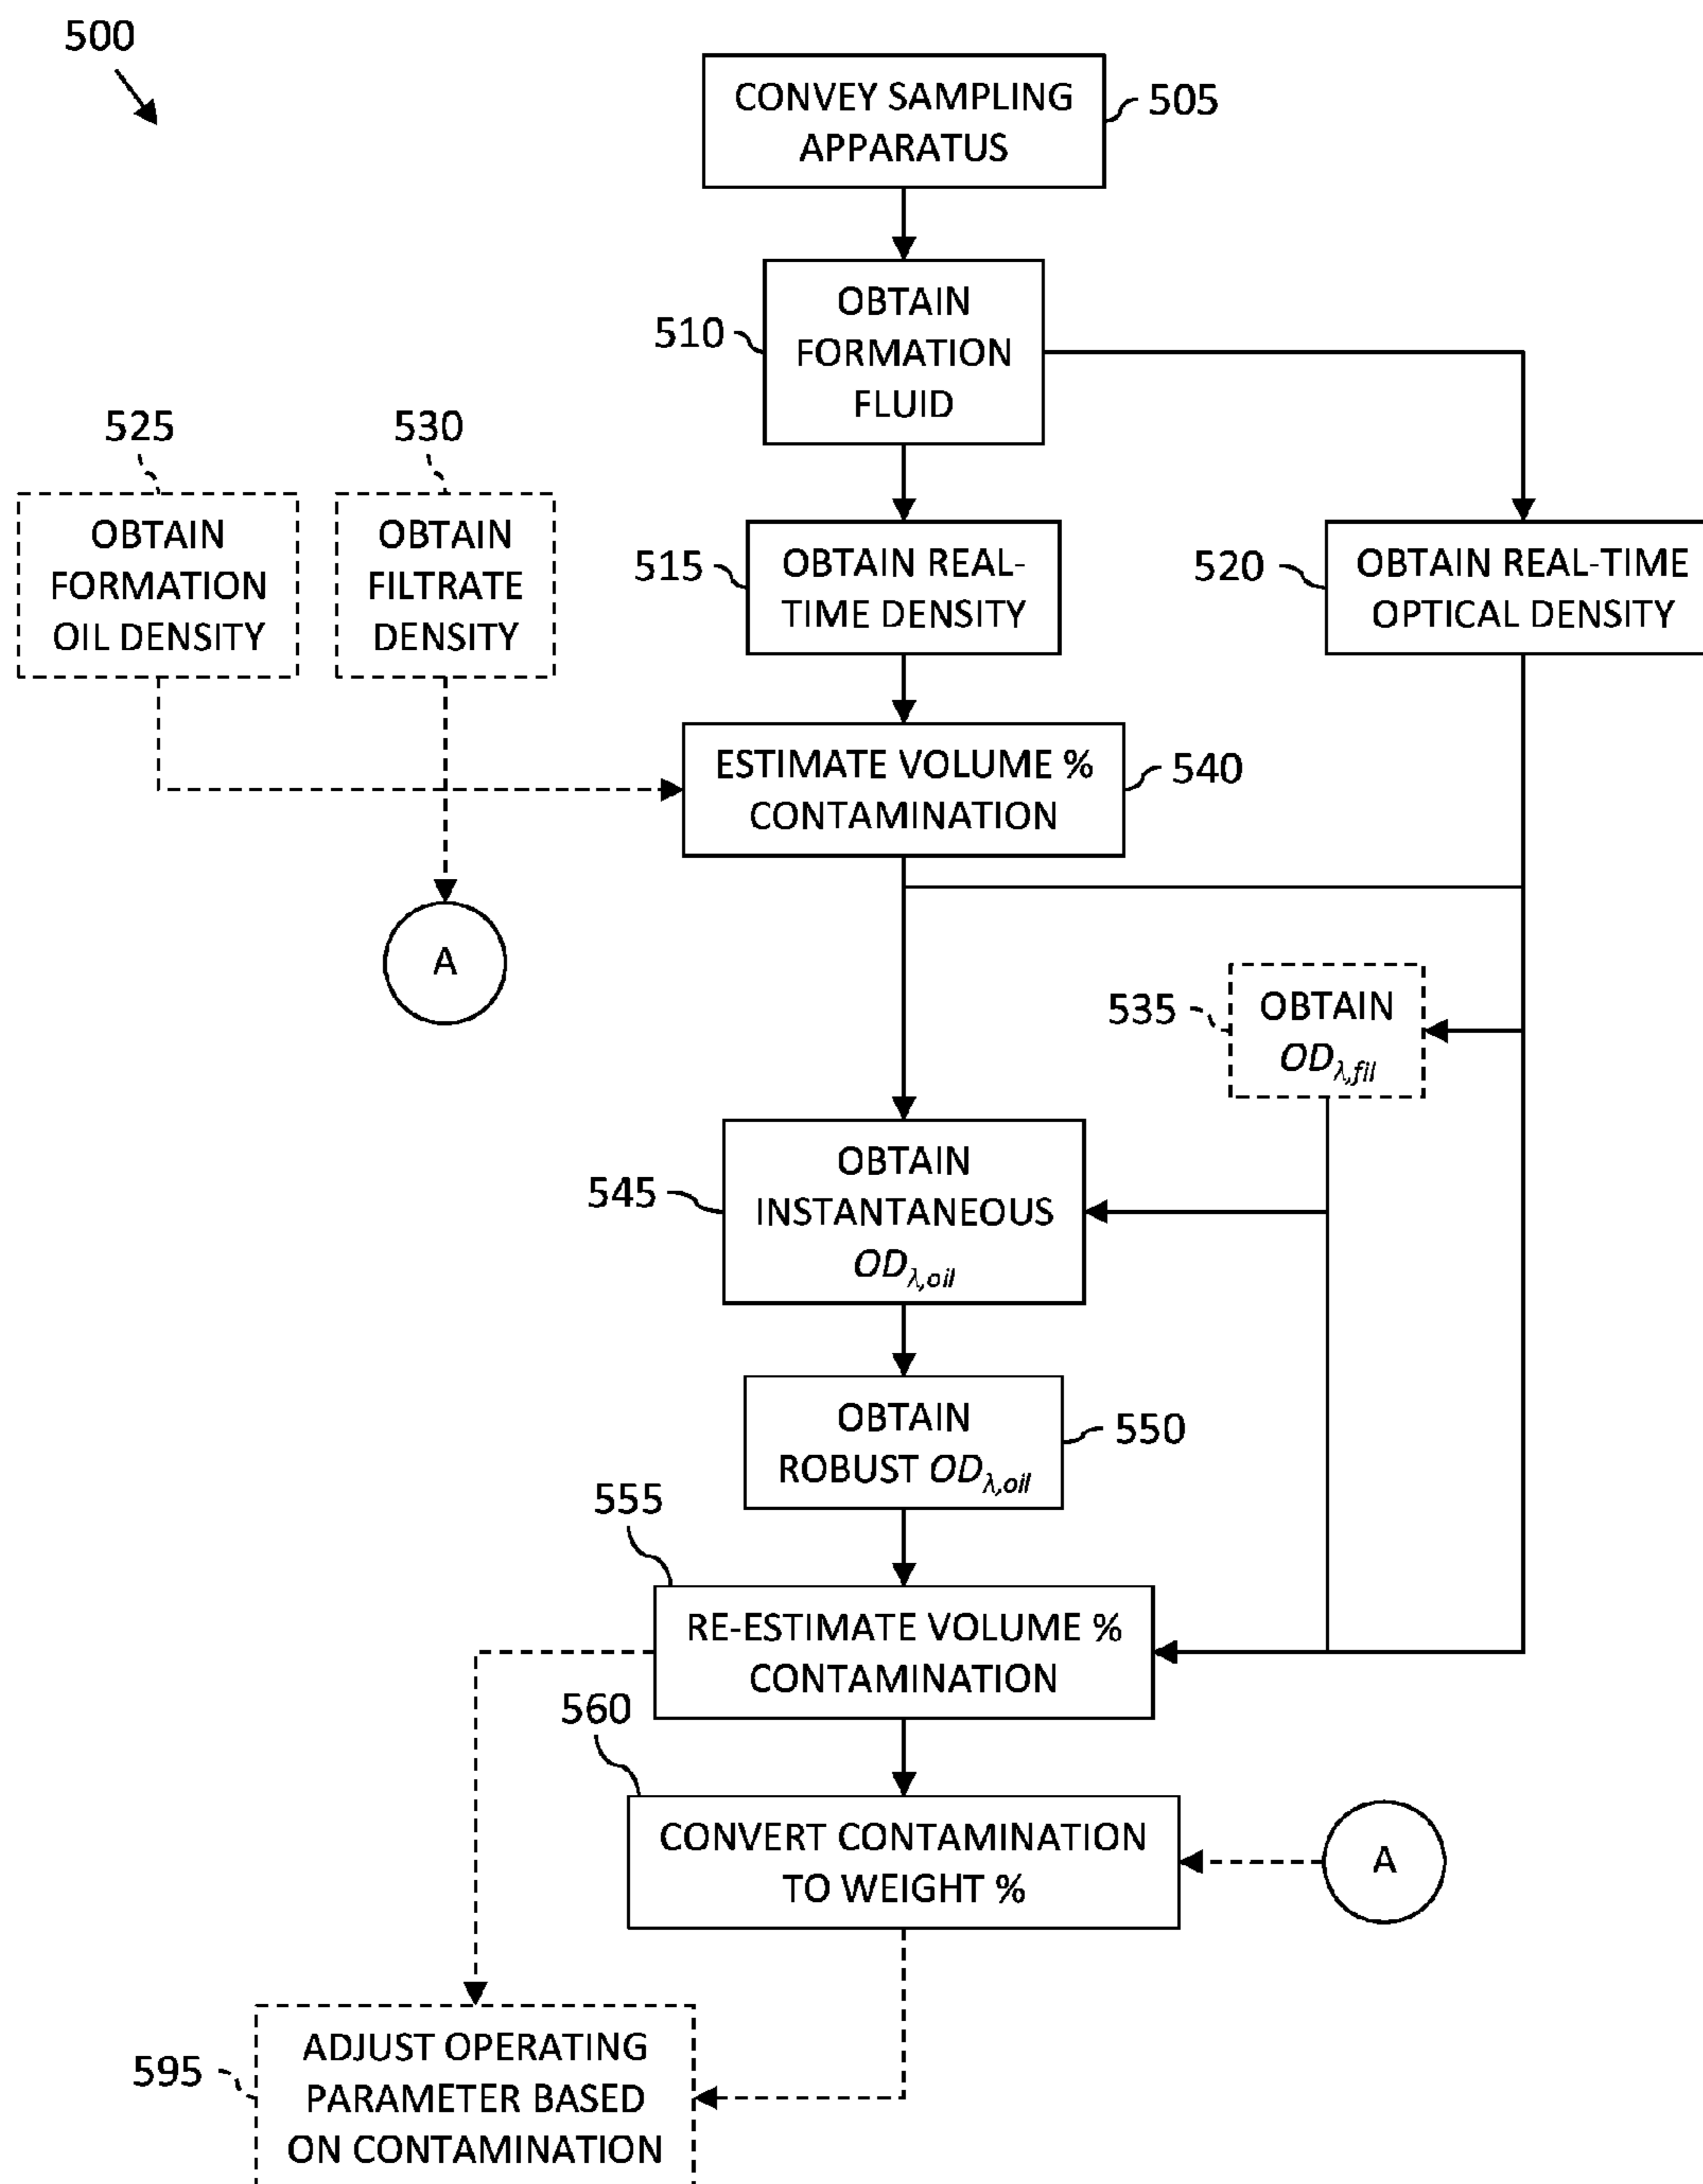 500
CONVEY SAMPLING
APPARATUS
505
OBTAIN
FORMATION
FLUID
510
525
530
OBTAIN
FORMATION
OIL DENSITY
OBTAIN
FILTRATE
DENSITY
515
OBTAIN REAL-
TIME DENSITY
520
OBTAIN REAL-TIME
OPTICAL DENSITY
ESTIMATE VOLUME %
CONTAMINATION
540
A
535
OBTAIN
ODλ,fil
545
OBTAIN
INSTANTANEOUS
ODλ,oil
OBTAIN
ROBUST ODλ,oil
550
555
RE-ESTIMATE VOLUME %
CONTAMINATION
560
CONVERT CONTAMINATION
TO WEIGHT %
A
595
ADJUST OPERATING
PARAMETER BASED
ON CONTAMINATION